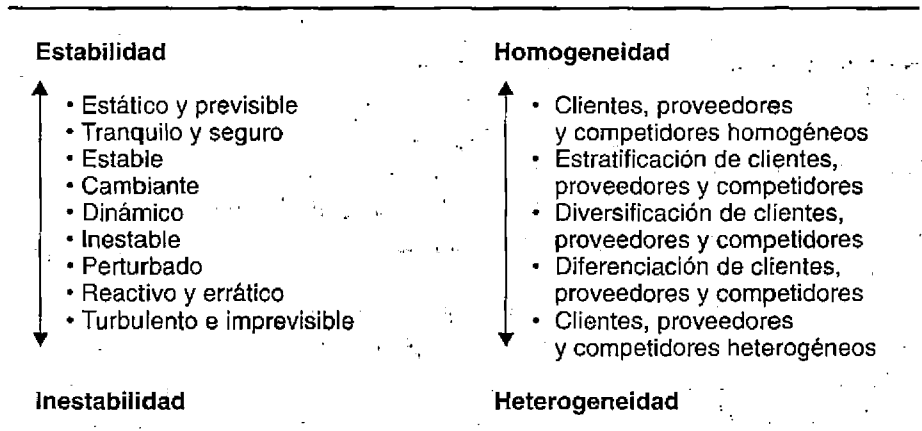 Estabilidad
• Estático y previsible
• Tranquilo y seguro
• Estable
• Cambiante
• Dinámico
• Inestable
• Perturbado
• Reactivo y errático
• Turbulento e imprevisible
Inestabilidad
Homogeneidad
• Clientes, proveedores
y competidores homogéneos
• Estratificación de clientes,
proveedores y competidores
• Diversificación de clientes,
proveedores y competidores
• Diferenciación de clientes,
proveedores y competidores
• Clientes, proveedores
y competidores heterogéneos
Heterogeneidad